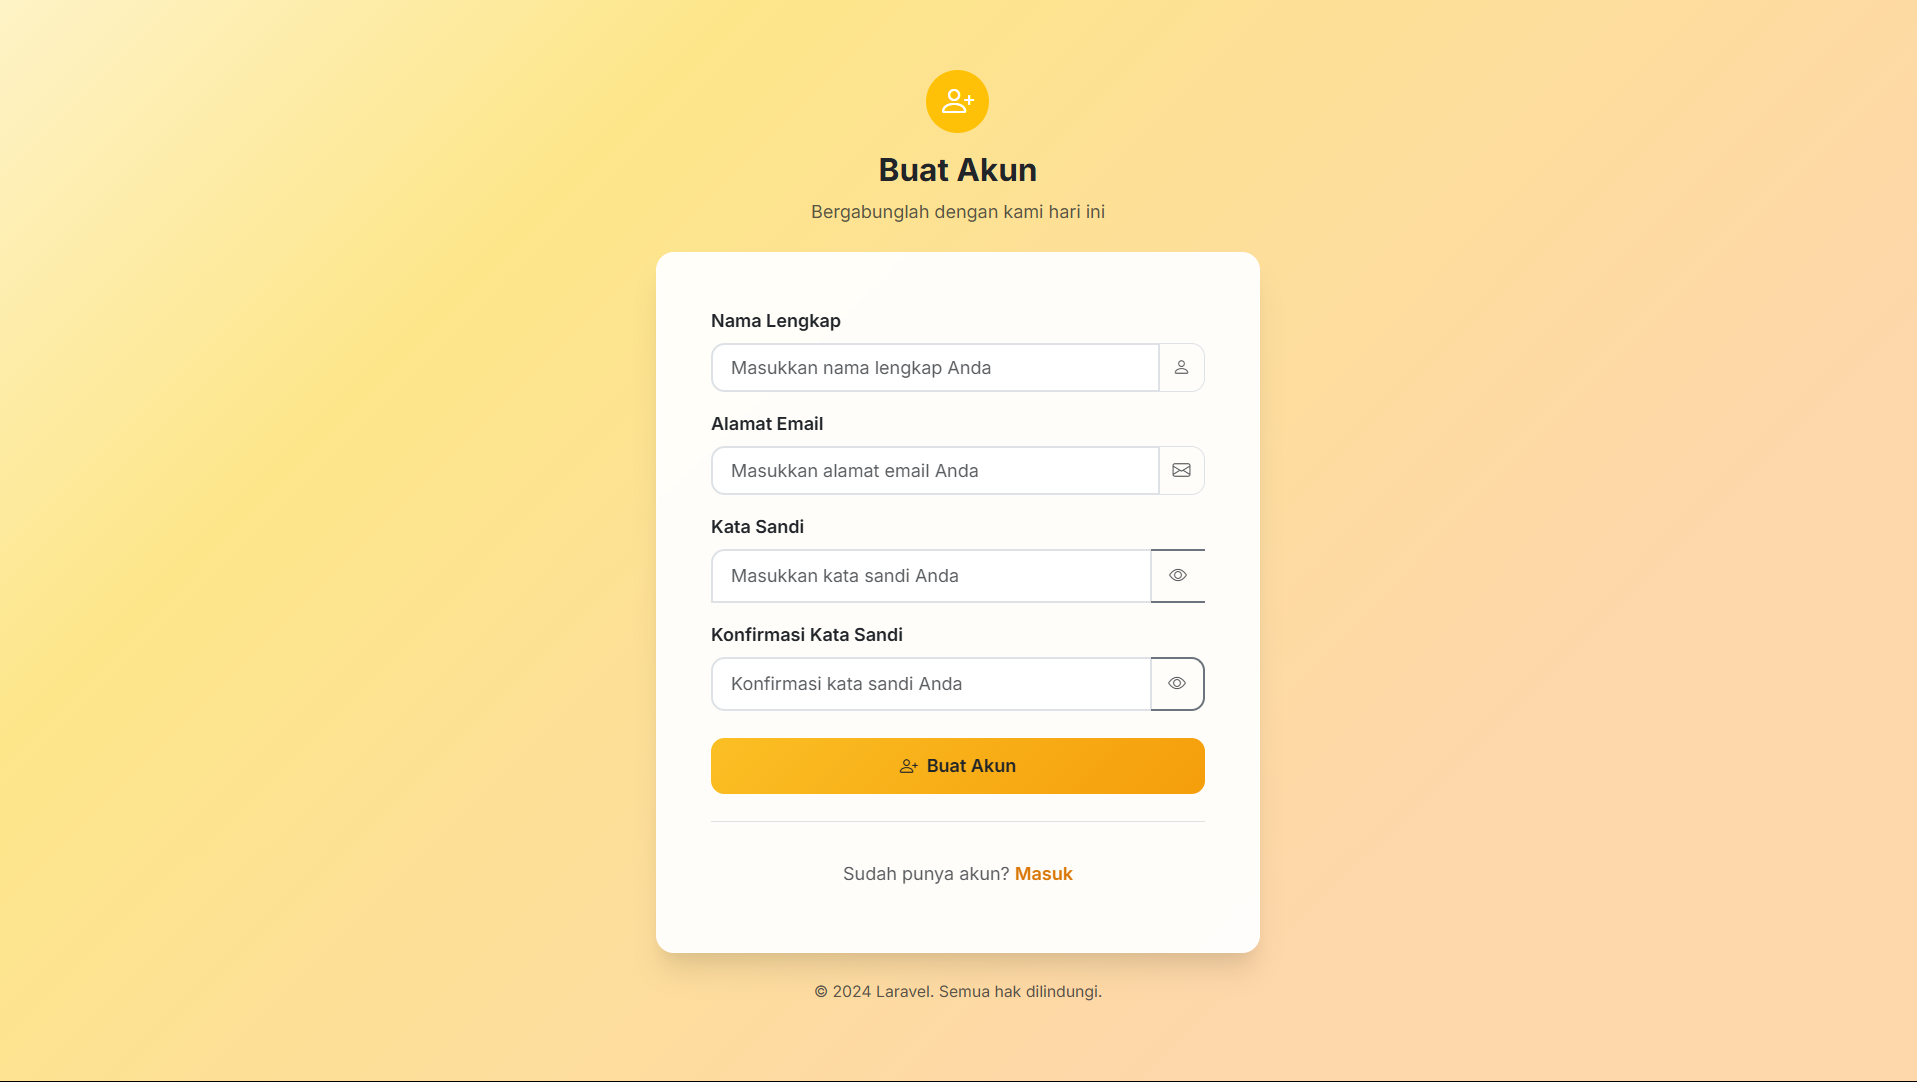 Buat Akun
Bergabunglah dengan kami hari ini
Nama Lengkap
Masukkan nama lengkap Anda
Alamat Email
Masukkan alamat email Anda
Kata Sandi
Masukkan kata sandi Anda
Konfirmasi Kata Sandi
Konfirmasi kata sandi Anda
Buat Akun
Sudah punya akun? Masuk
© 2024 Laravel. Semua hak dilindungi.